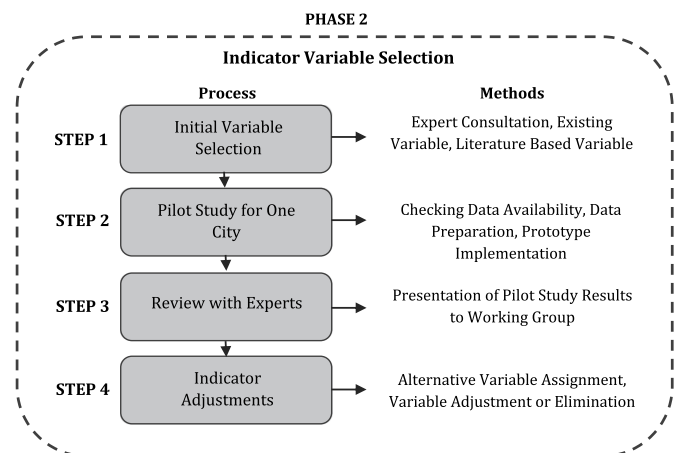 PHASE 2
Indicator Variable Selection
Process
Methods
STEP 1
Initial Variable
Selection
Expert Consultation, Existing
Variable, Literature Based Variable
STEP 2
Pilot Study for One
City
Checking Data Availability, Data
Preparation, Prototype
Implementation
STEP 3
Review with Experts
Presentation of Pilot Study Results
to Working Group
STEP 4
Indicator
Adjustments
Alternative Variable Assignment,
Variable Adjustment or Elimination